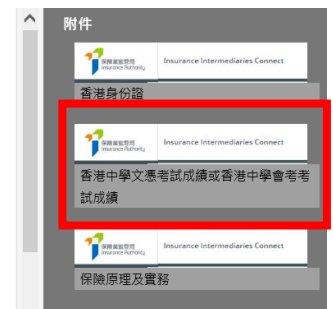 附件
保險業監管局 Insurance Intermediaries Connect
Insurance Authority
香港身份證
保險業監管局 Insurance Intermediaries Connect
Insurance Authority
香港中學文憑考試成績或香港中學會考考
試成績
保險業監管局 Insurance Intermediaries Connect
Insurance Authority
保險原理及實務